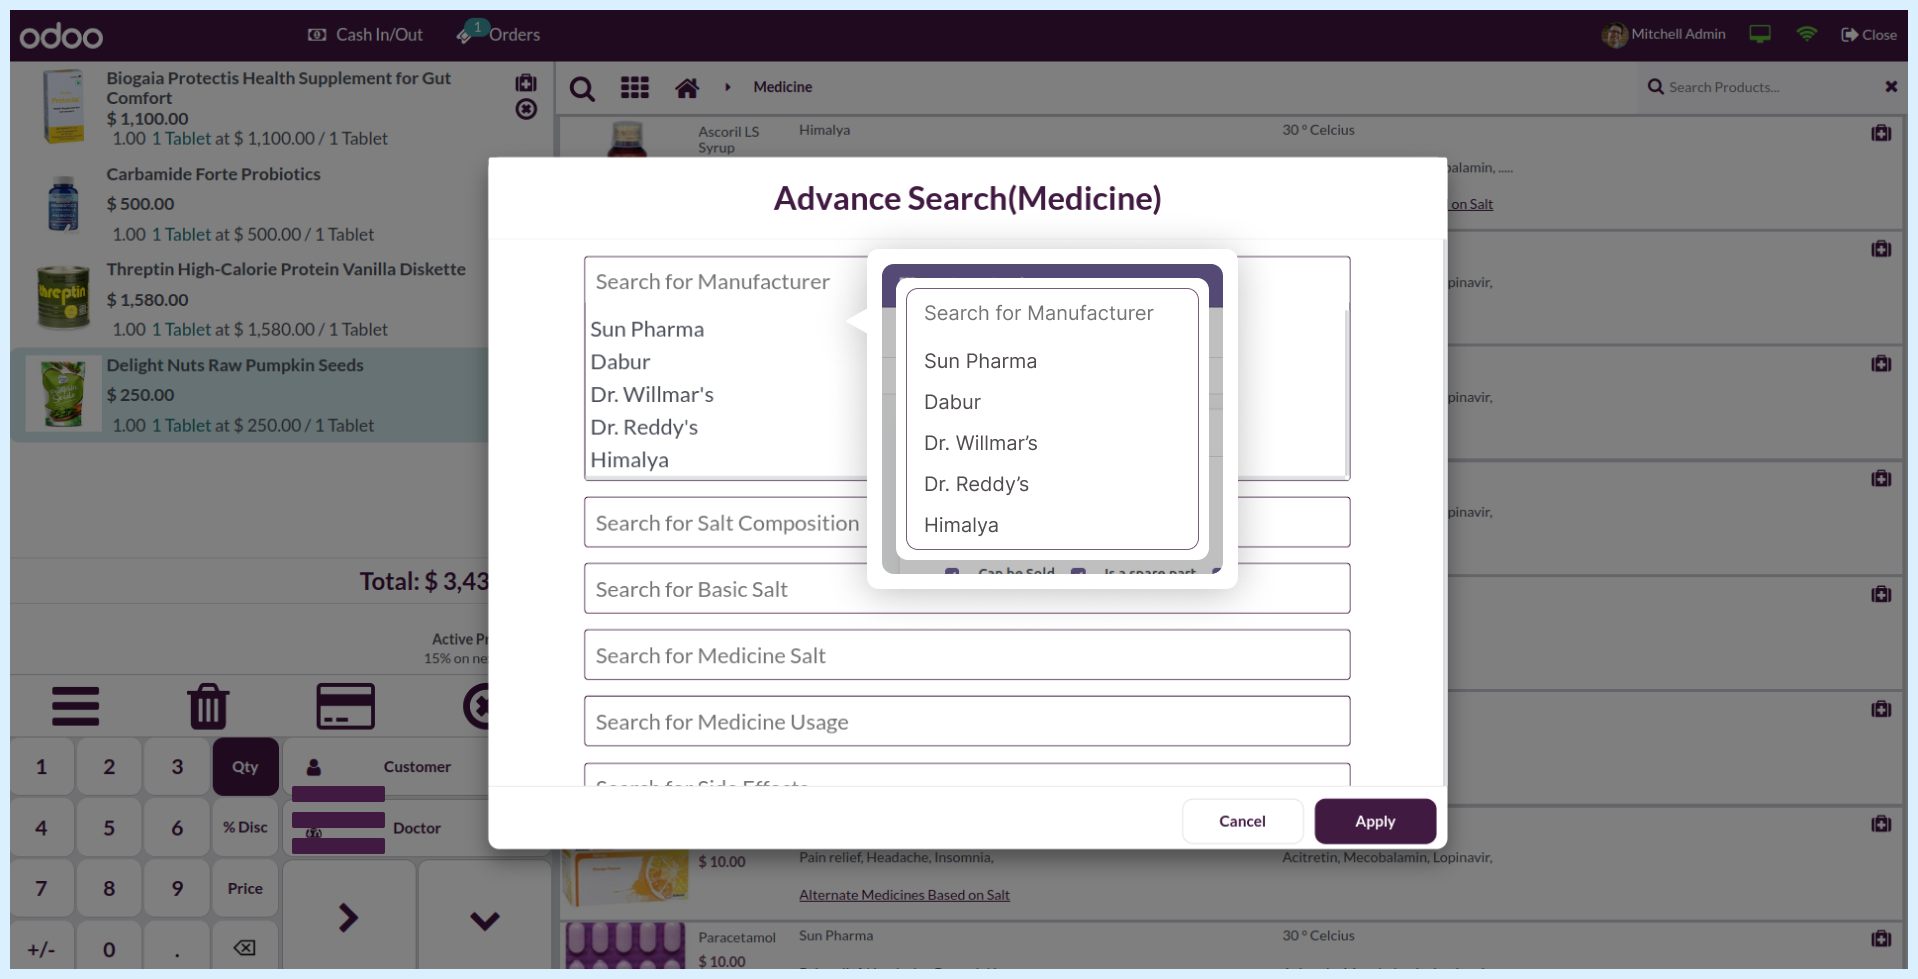 odoo
Cash In/Out
1
Orders
Mitchell Admin
Close
Biogaia Protectis Health Supplement for Gut
Comfort
$ 1,100.00
1.00 1 Tablet at $ 1,100.00 / 1 Tablet
Carbamide Forte Probiotics
$ 500.00
1.00 1 Tablet at $ 500.00 / 1 Tablet
threptin
Threptin High-Calorie Protein Vanilla Diskette
$ 1,580.00
1.00 1 Tablet at $ 1,580.00 / 1 Tablet
Delight Nuts Raw Pumpkin Seeds
$ 250.00
1.00 1 Tablet at $ 250.00 / 1 Tablet
Total: $ 3,43
Active Pr
15% on ne
1 2 3 Qty
4 5 6 % Disc
7 8 9 Price
+/- 0 .
Customer
Doctor
Medicine
Search Products...
Ascoril LS
Syrup
Himalya
30 ° Celcius
balamin, .....
on Salt
pinavir,
pinavir,
pinavir,
Advance Search(Medicine)
Search for Manufacturer
Sun Pharma
Dabur
Dr. Willmar's
Dr. Reddy's
Himalya
Search for Manufacturer
Sun Pharma
Dabur
Dr. Willmar’s
Dr. Reddy’s
Himalya
Can be Sold
Is a spare part
Search for Salt Composition
Search for Basic Salt
Search for Medicine Salt
Search for Medicine Usage
Search for Side Effects
Cancel
Apply
$ 10.00
Pain relief, Headache, Insomnia,
Acitretin, Mecobalamin, Lopinavir,
Alternate Medicines Based on Salt
Paracetamol
Sun Pharma
30 ° Celcius
$ 10.00